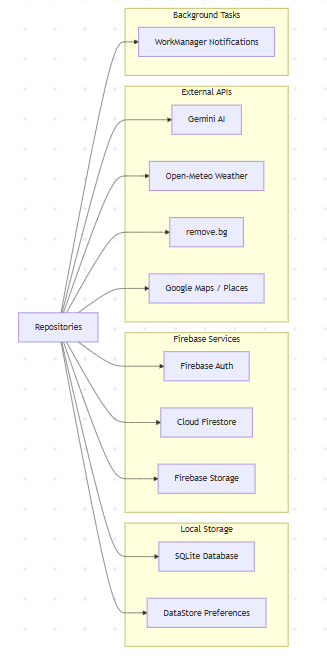 Background Tasks
WorkManager Notifications
External APIs
Gemini AI
Open-Meteo Weather
remove.bg
Google Maps / Places
Repositories
Firebase Services
Firebase Auth
Cloud Firestore
Firebase Storage
Local Storage
SQLite Database
DataStore Preferences